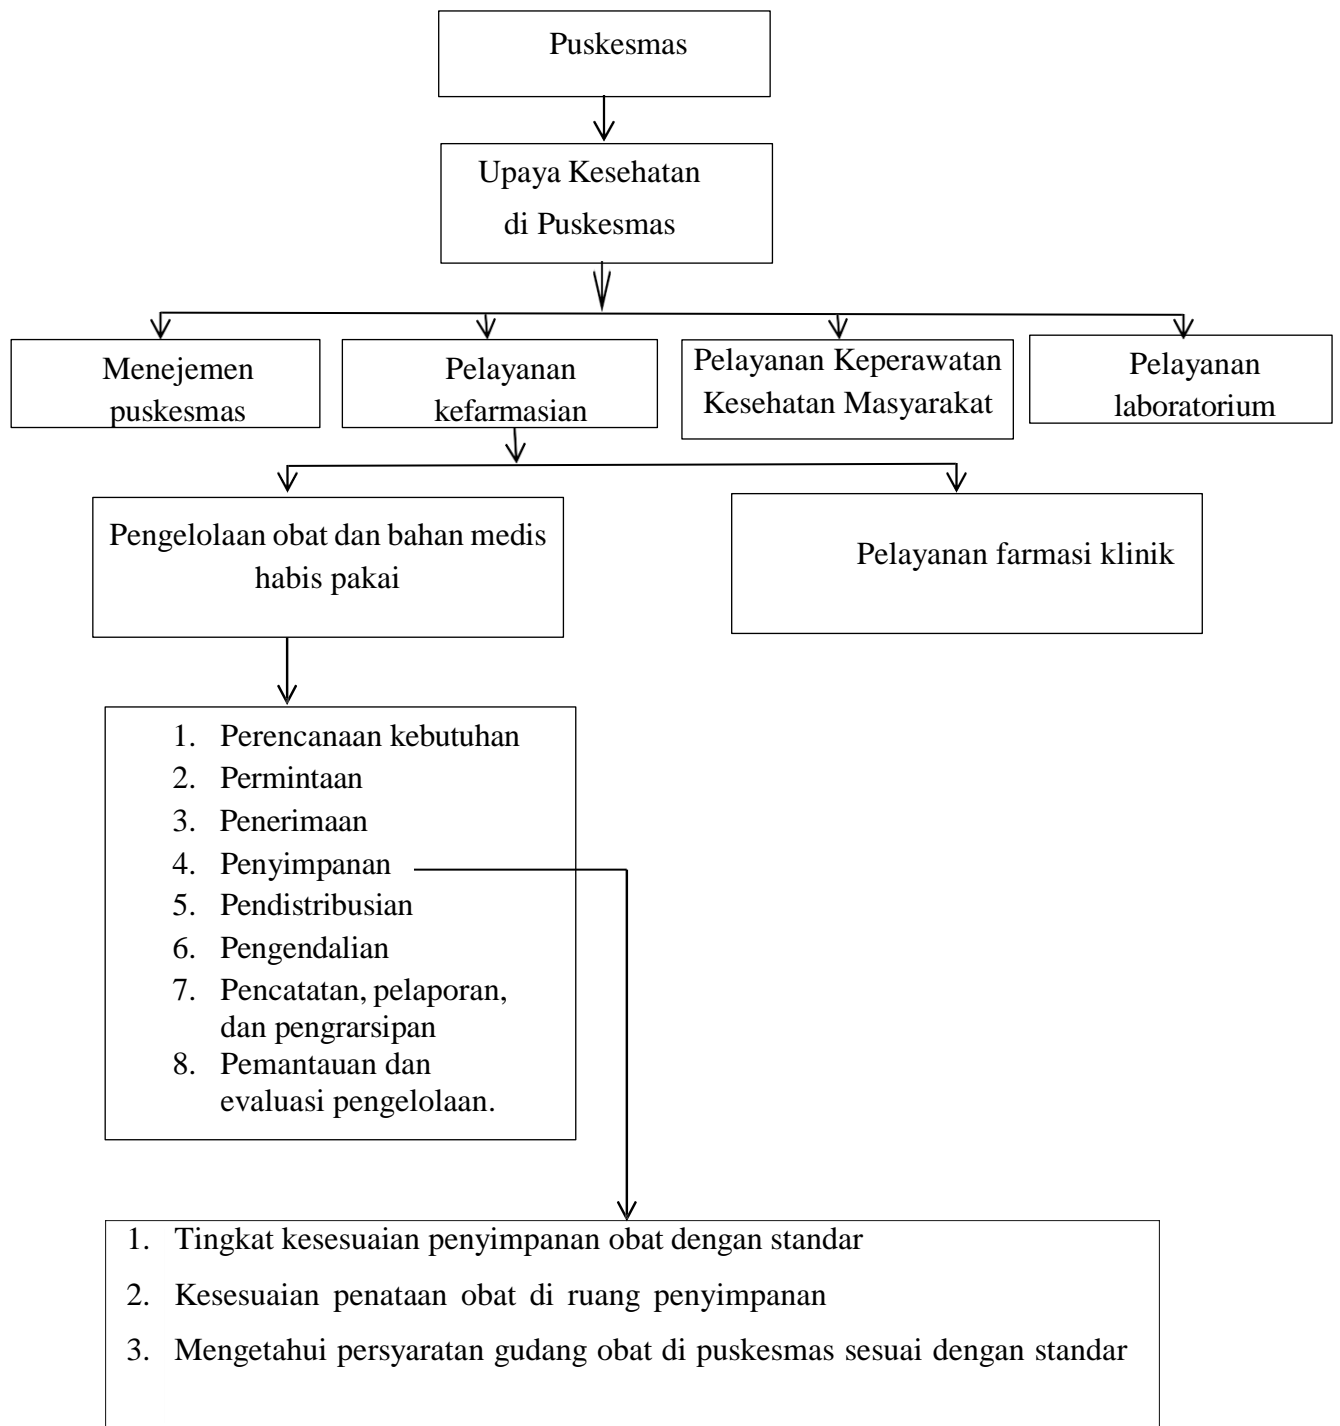 Puskesmas
Upaya Kesehatan
di Puskesmas
Menejemen
puskesmas
Pelayanan
kefarmasian
Pelayanan Keperawatan
Kesehatan Masyarakat
Pelayanan
laboratorium
Pengelolaan obat dan bahan medis
habis pakai
Pelayanan farmasi klinik
1. Perencanaan kebutuhan
2. Permintaan
3. Penerimaan
4. Penyimpanan
5. Pendistribusian
6. Pengendalian
7. Pencatatan, pelaporan,
dan pengrarsipan
8. Pemantauan dan
evaluasi pengelolaan.
1. Tingkat kesesuaian penyimpanan obat dengan standar
2. Kesesuaian penataan obat di ruang penyimpanan
3. Mengetahui persyaratan gudang obat di puskesmas sesuai dengan standar